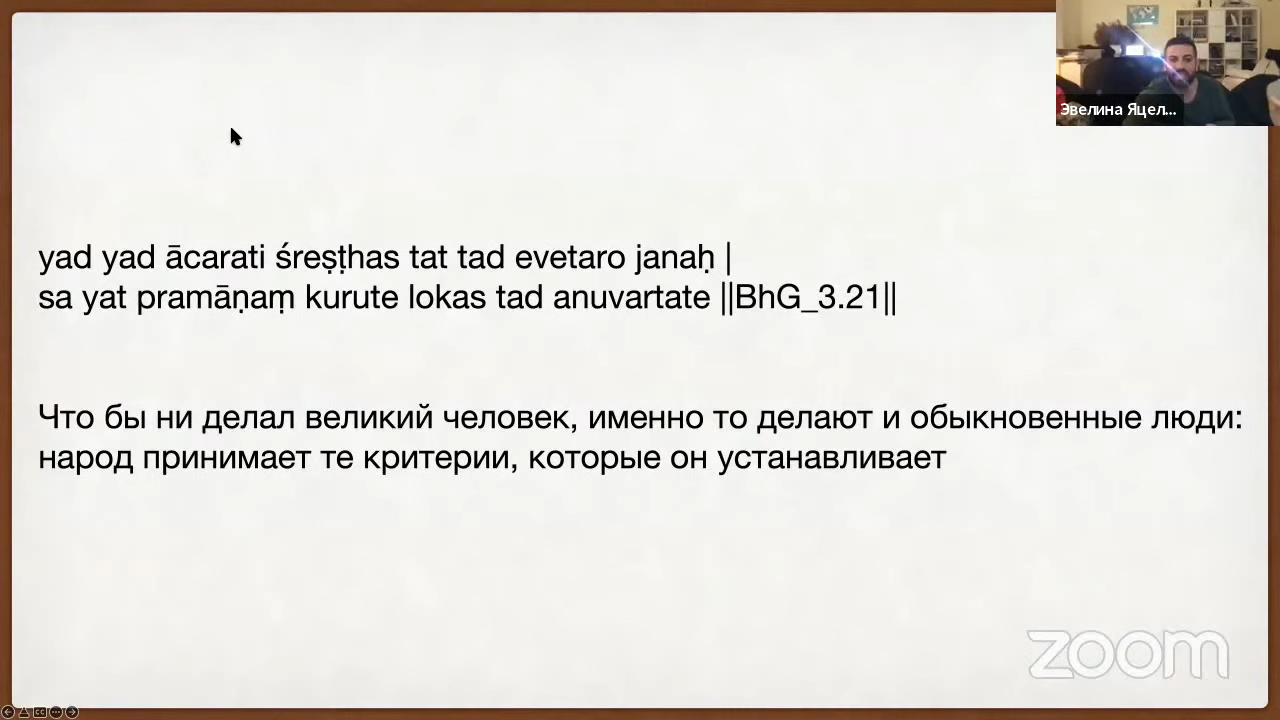 Эвелина Яцел...
yad yad ācarati śreṣṭhas tat tad evetaro janaḥ |
sa yat pramāṇaṃ kurute lokas tad anuvartate ||BhG_3.21||
Что бы ни делал великий человек, именно то делают и обыкновенные люди:
народ принимает те критерии, которые он устанавливает
zoom